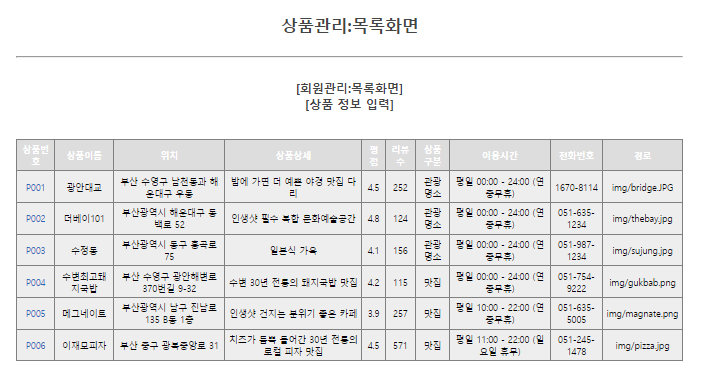 상품관리:목록화면
[회원관리:목록화면]
[상품 정보 입력]
상품번호 상품이름 위치 상품상세 평점 리뷰수 상품구분 이용시간 전화번호 경로
P001 광안대교 부산 수영구 남천동과 해운대구 우동 밤에 가면 더 예쁜 야경 맛집 다리 4.5 252 관광명소 평일 00:00 - 24:00 (연중무휴) 1670-8114 img/bridge.JPG
P002 더베이101 부산광역시 해운대구 동백로 52 인생샷 필수 복합 문화예술공간 4.8 124 관광명소 평일 00:00 - 24:00 (연중무휴) 051-635-1234 img/thebay.jpg
P003 수정동 부산광역시 동구 홍곡로 75 일본식 가옥 4.1 156 관광명소 평일 00:00 - 24:00 (연중무휴) 051-987-1234 img/sujung.jpg
P004 수변최고돼지국밥 부산 수영구 광안해변로 370번길 9-32 수변 30년 전통의 돼지국밥 맛집 4.2 115 맛집 평일 00:00 - 24:00 (연중무휴) 051-754-9222 img/gukbab.png
P005 메그네이트 부산광역시 남구 진남로 135 B동 1층 인생샷 건지는 분위기 좋은 카페 3.9 257 맛집 평일 10:00 - 22:00 (연중무휴) 051-635-5005 img/magnate.png
P006 이재모피자 부산 중구 광복중앙로 31 치즈가 듬뿍 들어간 30년 전통의 로컬 피자 맛집 4.5 571 맛집 평일 11:00 - 22:00 (일요일 휴무) 051-245-1478 img/pizza.jpg